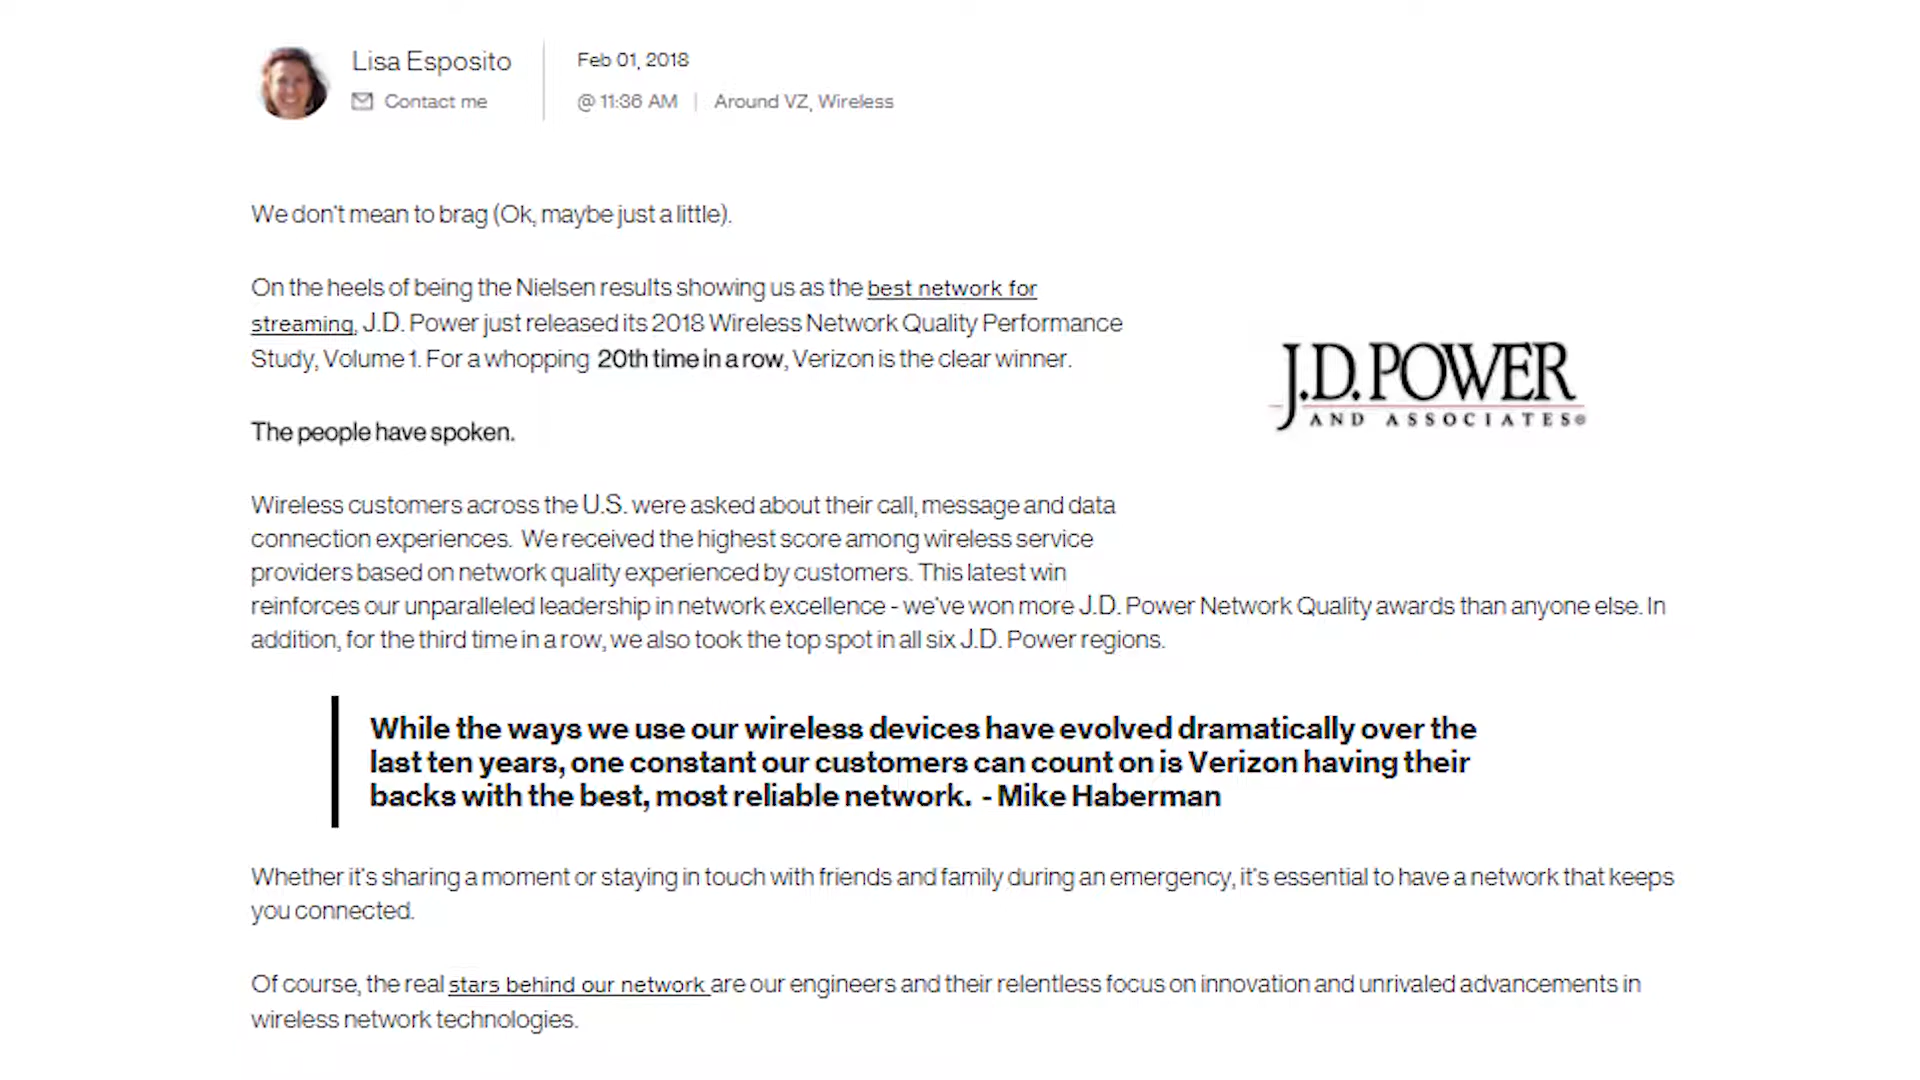 Lisa Esposito
Contact me
Feb 01, 2018
@ 11:36 AM | Around VZ, Wireless
We don't mean to brag (Ok, maybe just a little).
On the heels of being the Nielsen results showing us as the best network for
streaming, J.D. Power just released its 2018 Wireless Network Quality Performance
Study, Volume 1. For a whopping 20th time in a row, Verizon is the clear winner.
J.D. POWER
AND ASSOCIATES®
The people have spoken.
Wireless customers across the U.S. were asked about their call, message and data
connection experiences. We received the highest score among wireless service
providers based on network quality experienced by customers. This latest win
reinforces our unparalleled leadership in network excellence - we've won more J.D. Power Network Quality awards than anyone else. In
addition, for the third time in a row, we also took the top spot in all six J.D. Power regions.
While the ways we use our wireless devices have evolved dramatically over the
last ten years, one constant our customers can count on is Verizon having their
backs with the best, most reliable network. - Mike Haberman
Whether it's sharing a moment or staying in touch with friends and family during an emergency, it's essential to have a network that keeps
you connected.
Of course, the real stars behind our network are our engineers and their relentless focus on innovation and unrivaled advancements in
wireless network technologies.